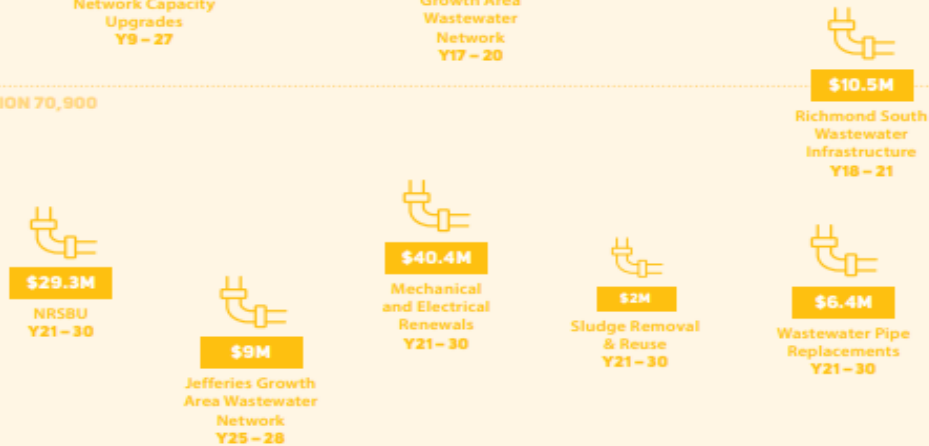 Network Capacity
Upgrades
Y9 – 27
Growth Area
Wastewater
Network
Y17 – 20
$10.5M
Richmond South
Wastewater
Infrastructure
Y18 – 21
ION 70,900
$29.3M
NRSBU
Y21 – 30
$9M
Jefferies Growth
Area Wastewater
Network
Y25 – 28
$40.4M
Mechanical
and Electrical
Renewals
Y21 – 30
$2M
Sludge Removal
& Reuse
Y21 – 30
$6.4M
Wastewater Pipe
Replacements
Y21 – 30